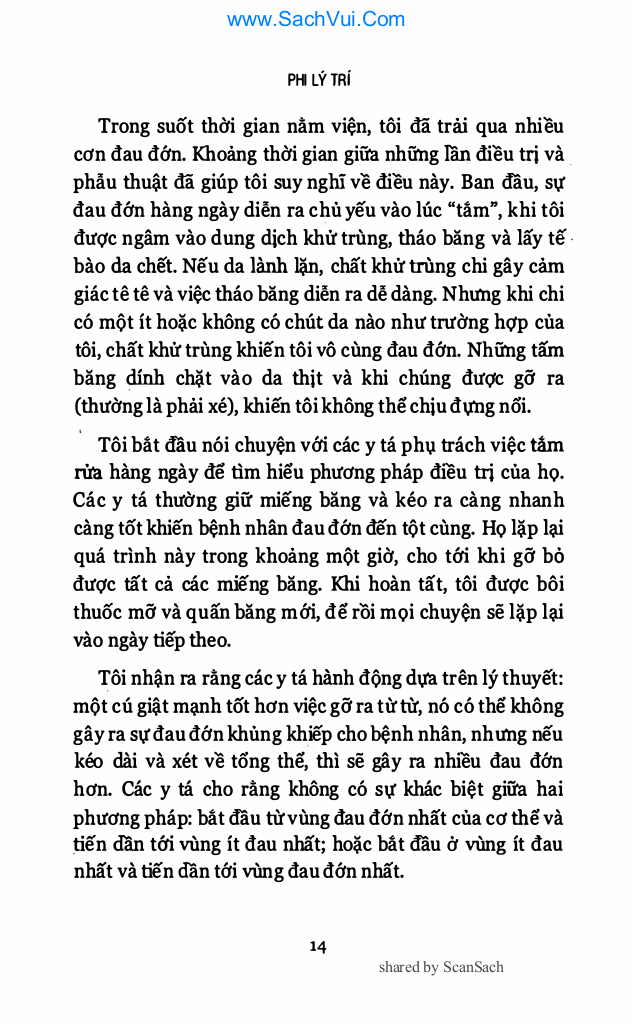 www.SachVui.Com
PHI LÝ TRÍ
Trong suốt thời gian nằm viện, tôi đã trải qua nhiều
cơn đau đớn. Khoảng thời gian giữa những lần điều trị và
phẫu thuật đã giúp tôi suy nghĩ về điều này. Ban đầu, sự
đau đớn hàng ngày diễn ra chủ yếu vào lúc “tắm”, khi tôi
được ngâm vào dung dịch khử trùng, tháo băng và lấy tế
bào da chết. Nếu da lành lặn, chất khử trùng chi gây cảm
giác tê tê và việc tháo băng diễn ra dễ dàng. Nhưng khi chi
có một ít hoặc không có chút da nào như trường hợp của
tôi, chất khử trùng khiến tôi vô cùng đau đớn. Những tấm
băng dính chặt vào da thịt và khi chúng được gỡ ra
(thường là phải xé), khiến tôi không thể chịu đựng nổi.
Tôi bắt đầu nói chuyện với các y tá phụ trách việc tắm
rửa hàng ngày để tìm hiểu phương pháp điều trị của họ.
Các y tá thường giữ miếng băng và kéo ra càng nhanh
càng tốt khiến bệnh nhân đau đớn đến tột cùng. Họ lặp lại
quá trình này trong khoảng một giờ, cho tới khi gỡ bỏ
được tất cả các miếng băng. Khi hoàn tất, tôi được bôi
thuốc mỡ và quấn băng mới, để rồi mọi chuyện sẽ lặp lại
vào ngày tiếp theo.
Tôi nhận ra rằng các y tá hành động dựa trên lý thuyết:
một cú giật mạnh tốt hơn việc gỡ ra từ từ, nó có thể không
gây ra sự đau đớn khủng khiếp cho bệnh nhân, nhưng nếu
kéo dài và xét về tổng thể, thì sẽ gây ra nhiều đau đớn
hơn. Các y tá cho rằng không có sự khác biệt giữa hai
phương pháp: bắt đầu từ vùng đau đớn nhất của cơ thể và
tiến dần tới vùng ít đau nhất; hoặc bắt đầu ở vùng ít đau
nhất và tiến dần tới vùng đau đớn nhất.
14
shared by ScanSach